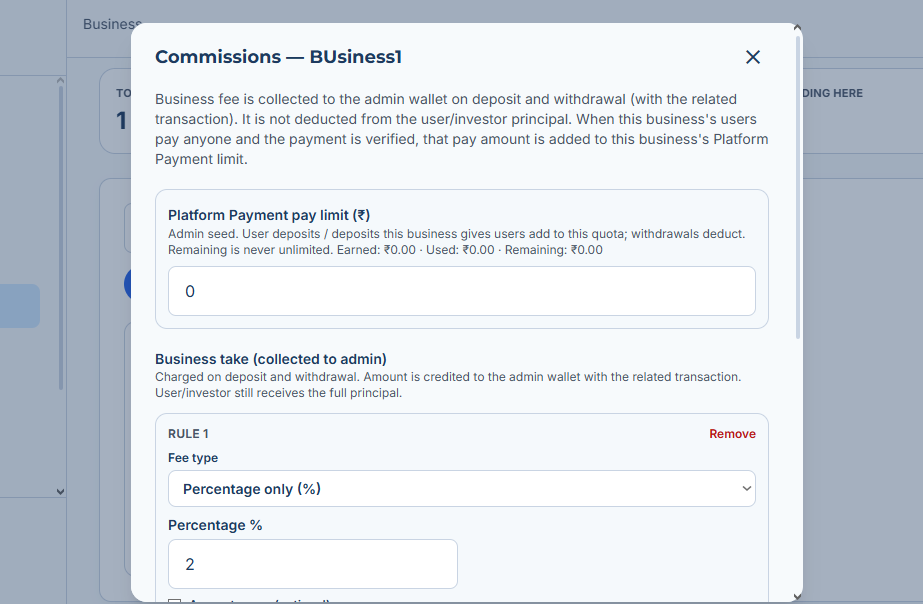 Business
TO
1
DING HERE
Commissions — BUsiness1
Business fee is collected to the admin wallet on deposit and withdrawal (with the related
transaction). It is not deducted from the user/investor principal. When this business's users
pay anyone and the payment is verified, that pay amount is added to this business's Platform
Payment limit.
Platform Payment pay limit (₹)
Admin seed. User deposits / deposits this business gives users add to this quota; withdrawals deduct.
Remaining is never unlimited. Earned: ₹0.00 · Used: ₹0.00 · Remaining: ₹0.00
0
Business take (collected to admin)
Charged on deposit and withdrawal. Amount is credited to the admin wallet with the related transaction.
User/investor still receives the full principal.
RULE 1 Remove
Fee type
Percentage only (%)
Percentage %
2